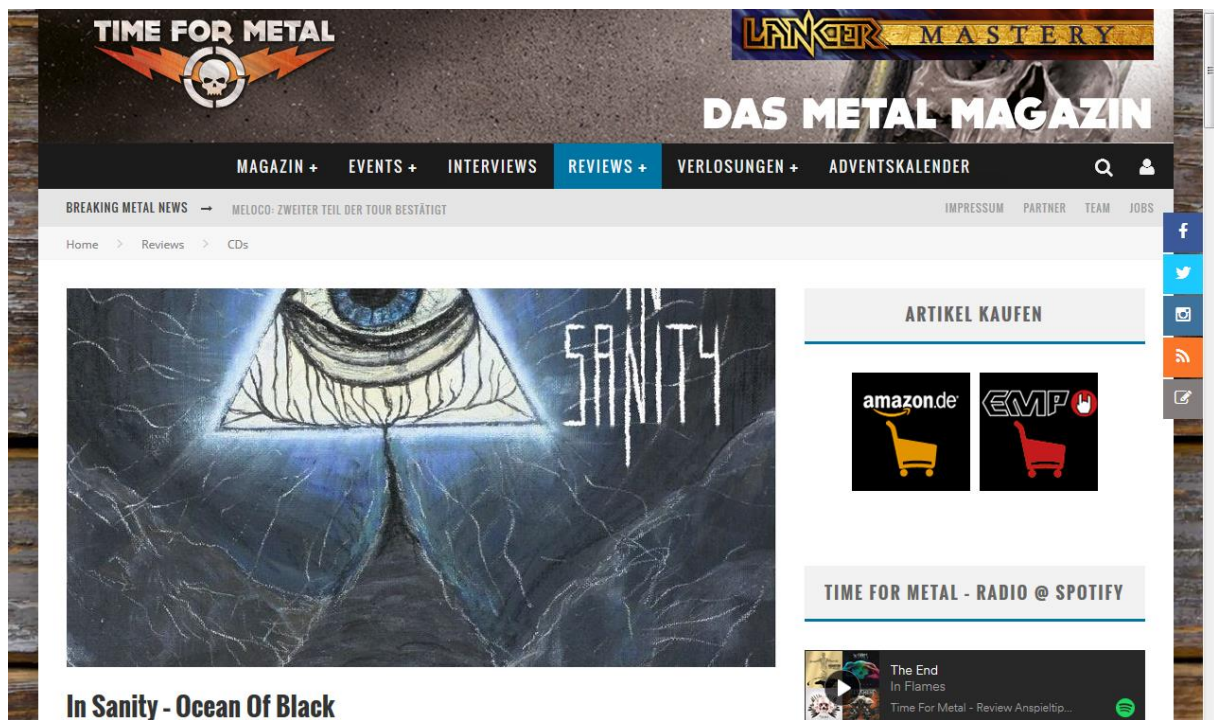 TIME FOR METAL
LANCER MASTERY
DAS METAL MAGAZIN
MAGAZIN + EVENTS + INTERVIEWS REVIEWS + VERLOSUNGEN + ADVENTSKALENDER
BREAKING METAL NEWS → MELOCO: ZWEITER TEIL DER TOUR BESTÄTIGT IMPRESSUM PARTNER TEAM JOBS
Home > Reviews > CDs
IN
SANITY
ARTIKEL KAUFEN
amazon.de EMP
TIME FOR METAL - RADIO @ SPOTIFY
The End
In Flames
Time For Metal - Review Anspieltip...
In Sanity - Ocean Of Black